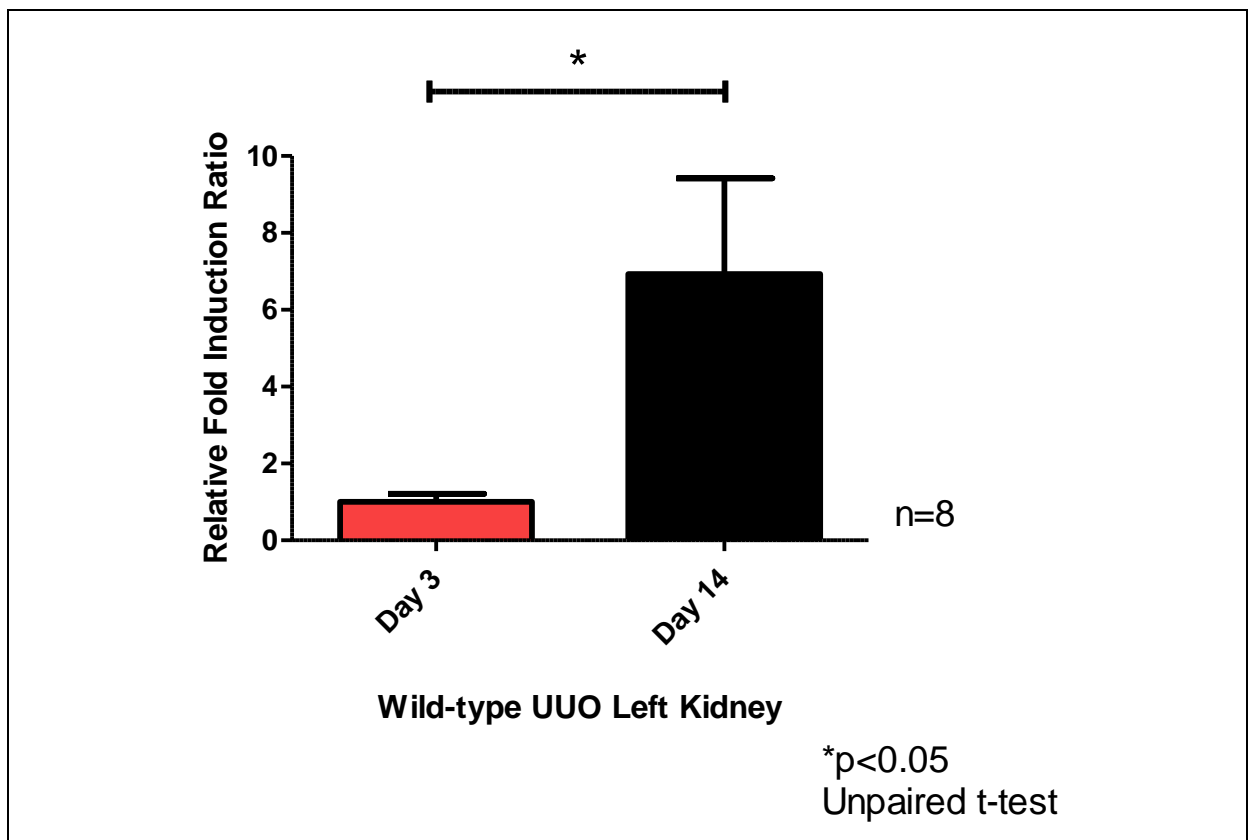 *
Relative Fold Induction Ratio
10
8
6
4
2
0
n=8
Day 3
Day 14
Wild-type UUO Left Kidney
*p<0.05
Unpaired t-test